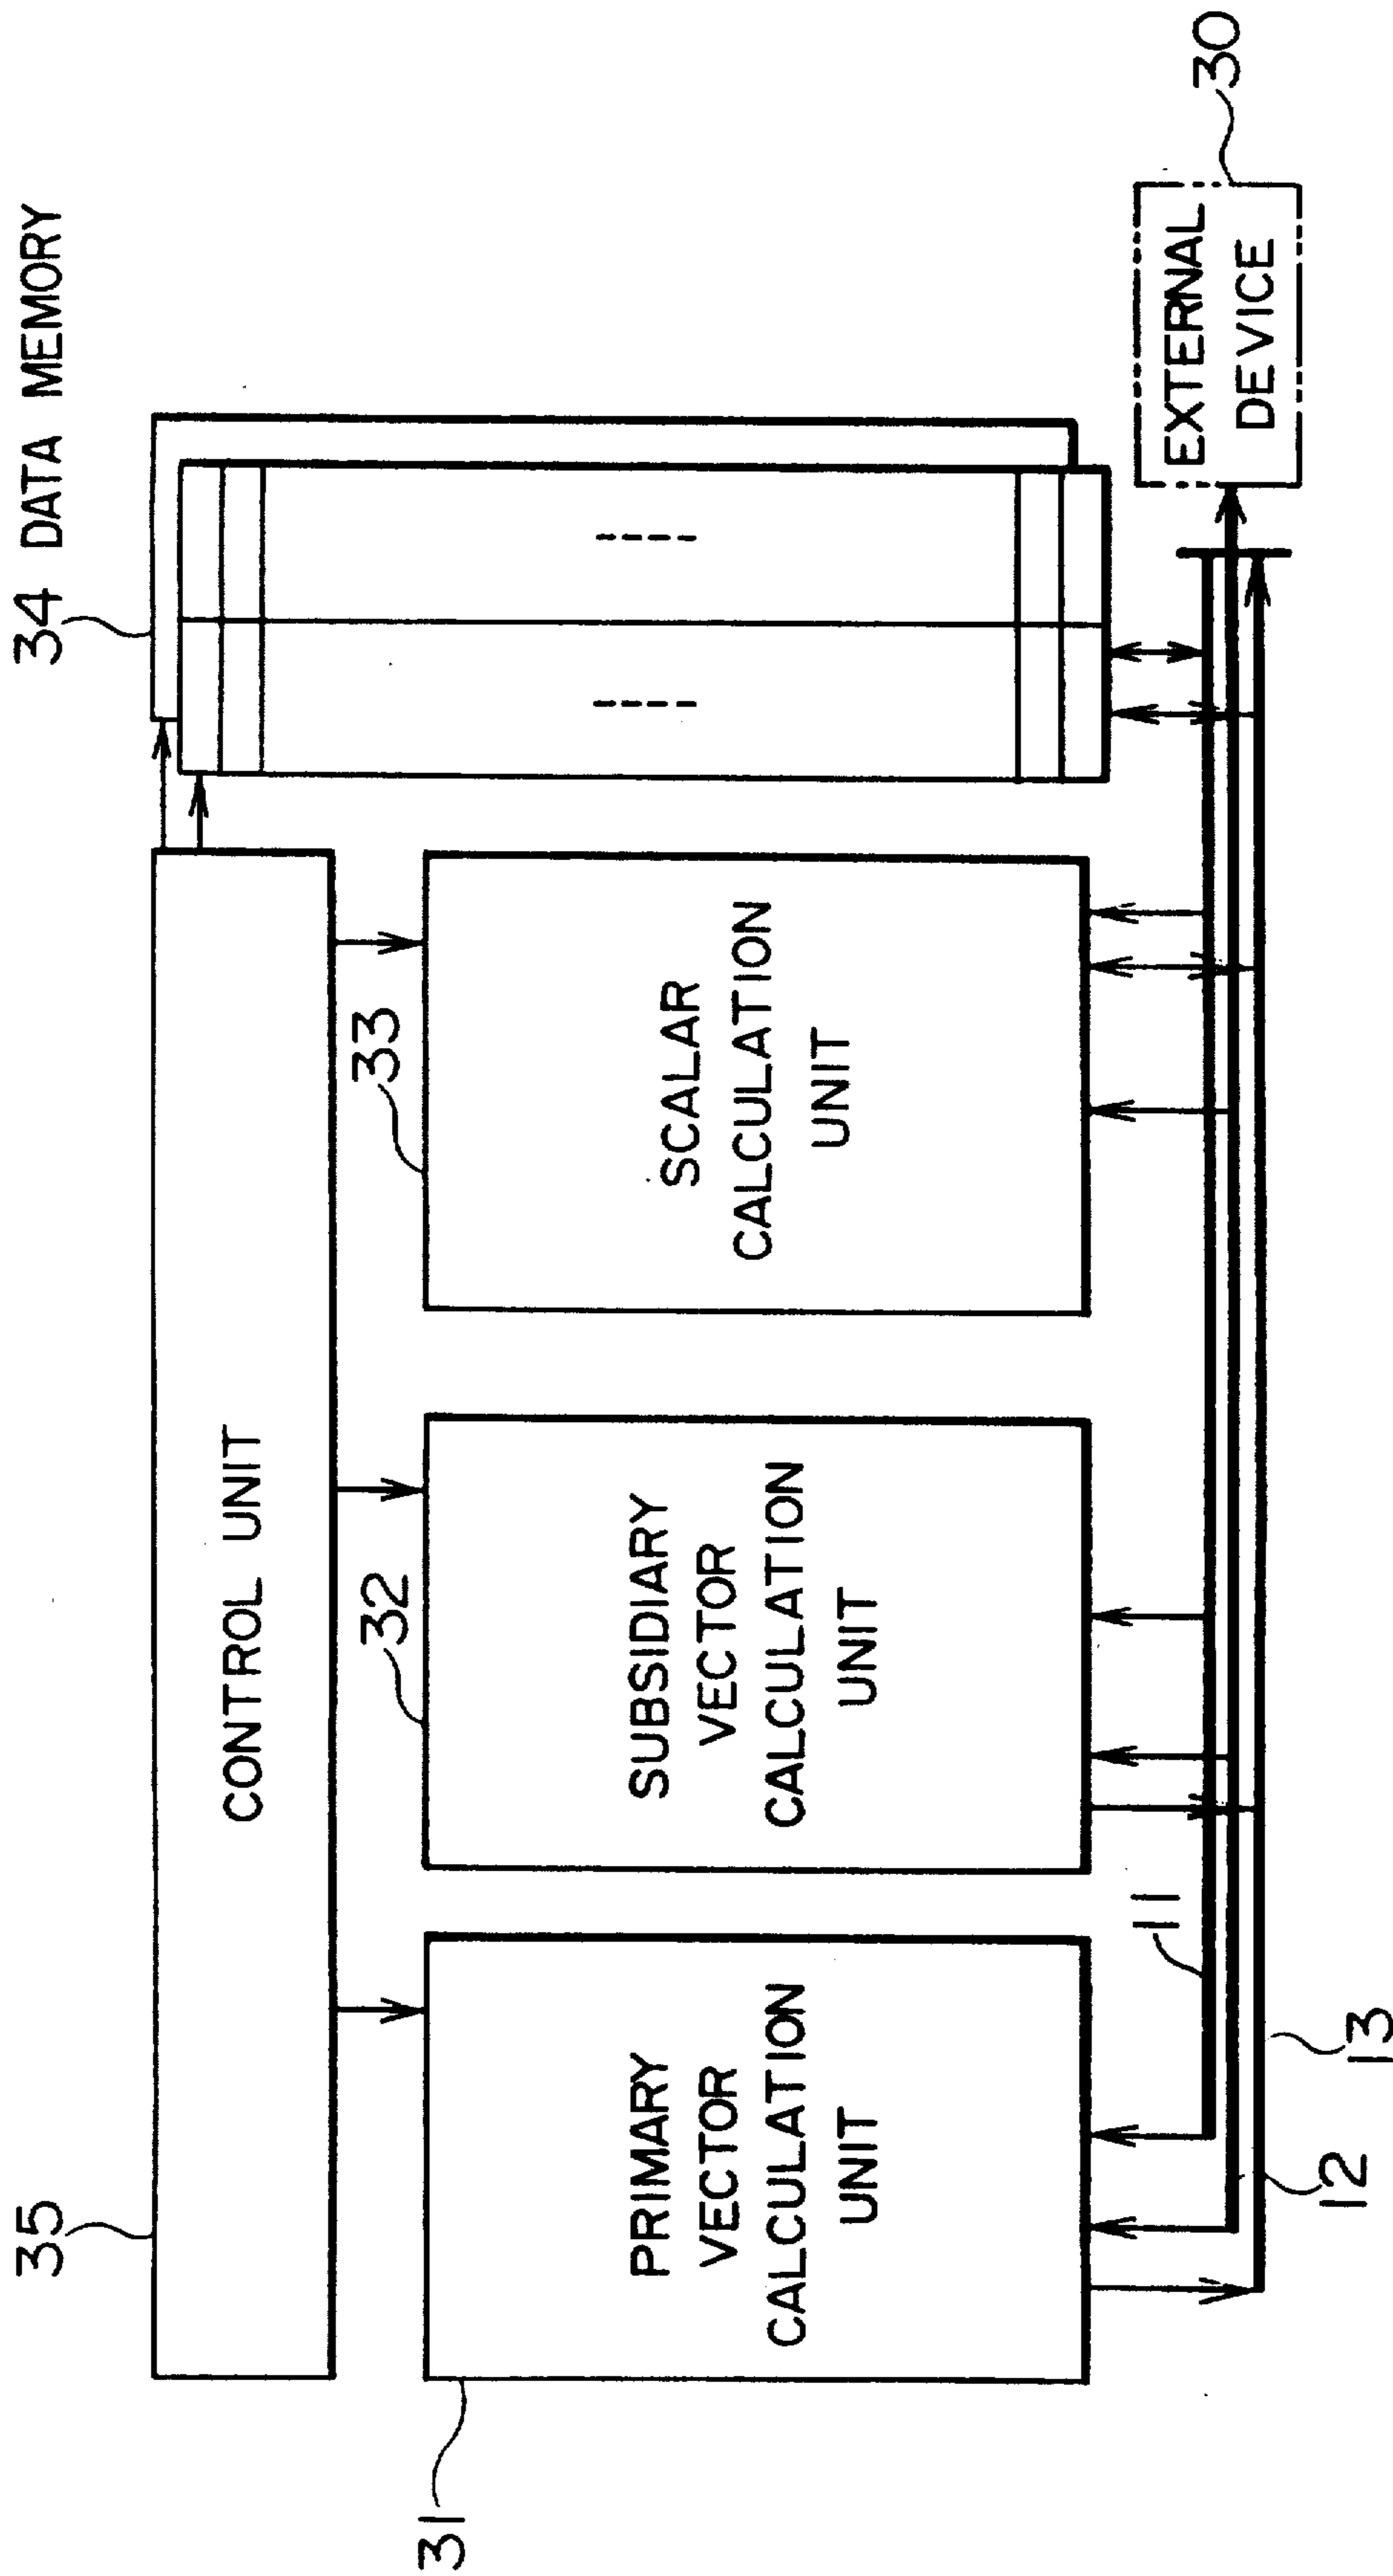 34 DATA MEMORY
35
CONTROL UNIT
31
PRIMARY
VECTOR
CALCULATION
UNIT
32
SUBSIDIARY
VECTOR
CALCULATION
UNIT
33
SCALAR
CALCULATION
UNIT
11
12
13
EXTERNAL
DEVICE
30